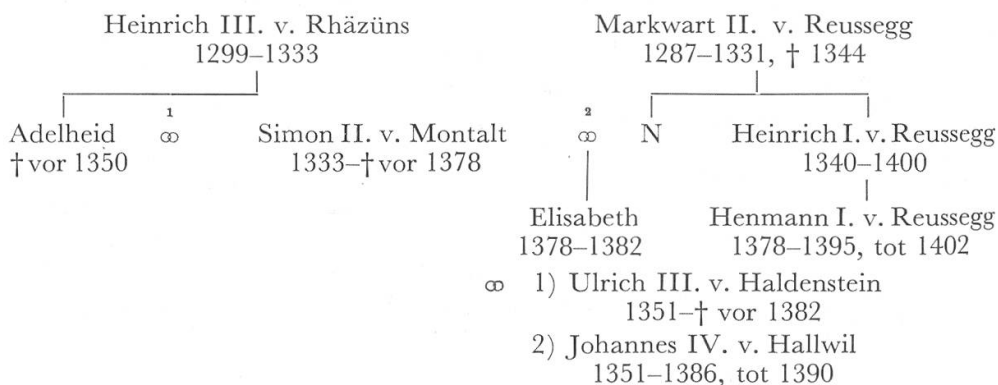 Heinrich III. v. Rhäzüns Markwart II. v. Reussegg
1299–1333 1287–1331, † 1344
1 2
Adelheid ⚭ Simon II. v. Montalt ⚭ N Heinrich I. v. Reussegg
† vor 1350 1333–† vor 1378 1340–1400
Elisabeth Henmann I. v. Reussegg
1378–1382 1378–1395, tot 1402
⚭ 1) Ulrich III. v. Haldenstein
1351–† vor 1382
2) Johannes IV. v. Hallwil
1351–1386, tot 1390